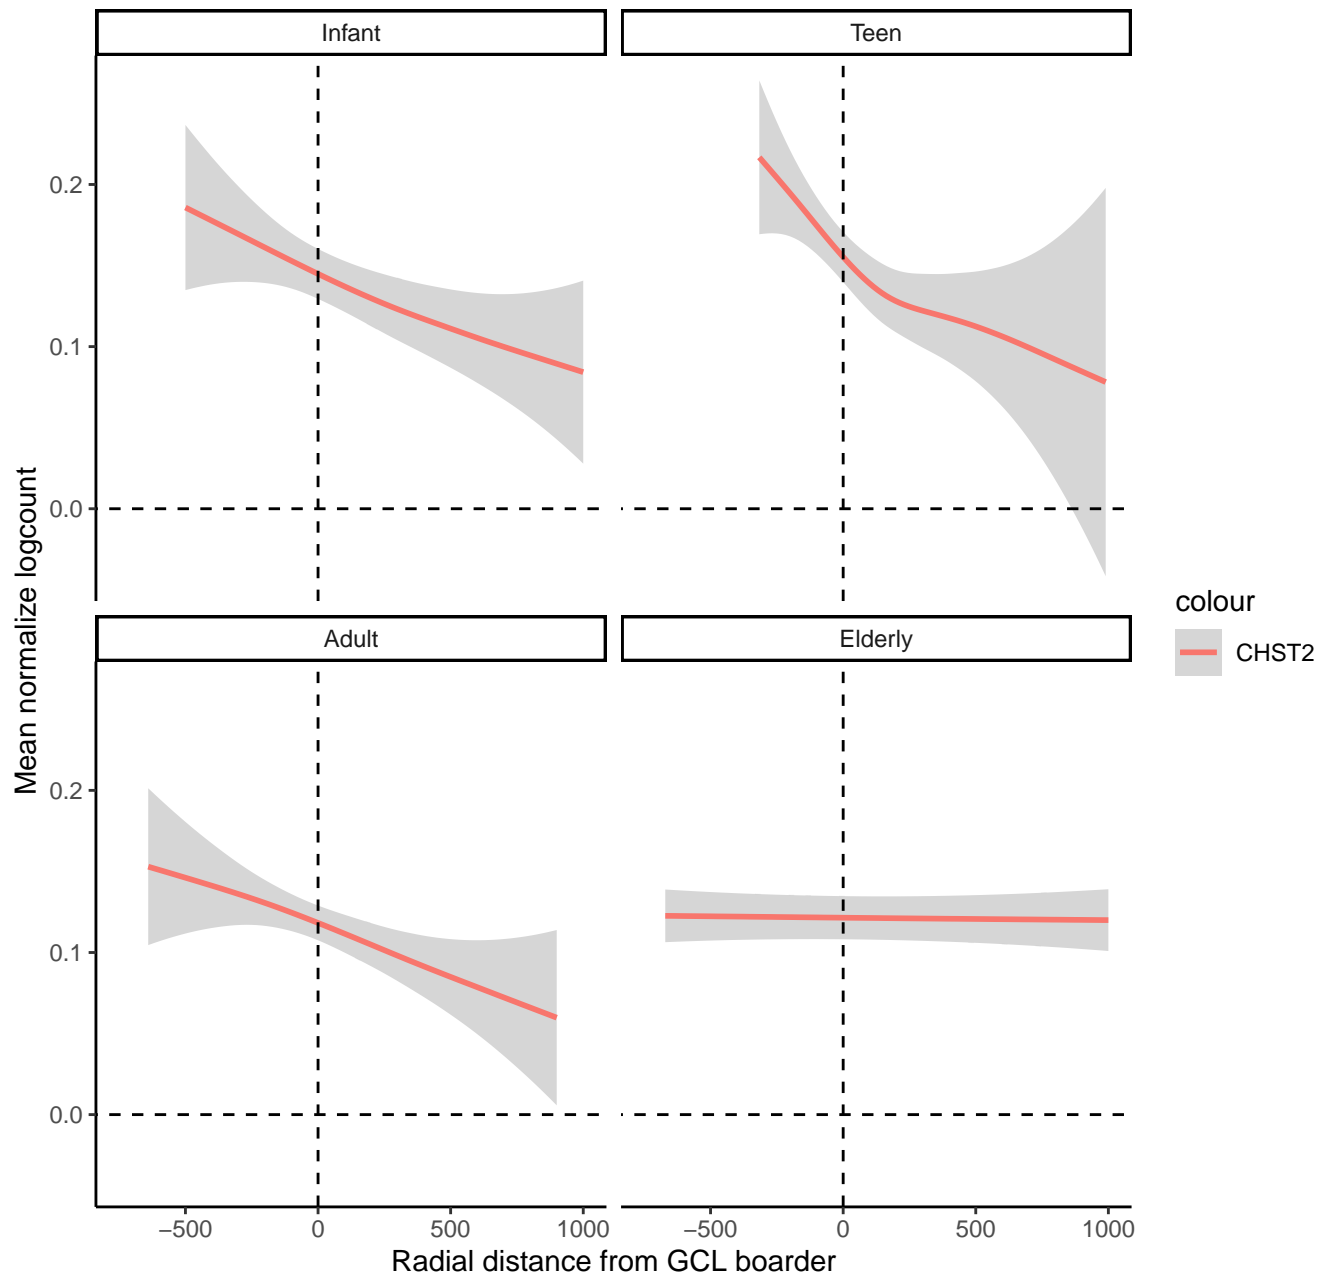 Infant
Teen
0.2
0.1
0.0
Mean normalize logcount
Adult
Elderly
0.2
0.1
0.0
−500
0
500
1000
−500
0
500
1000
Radial distance from GCL boarder
colour
CHST2